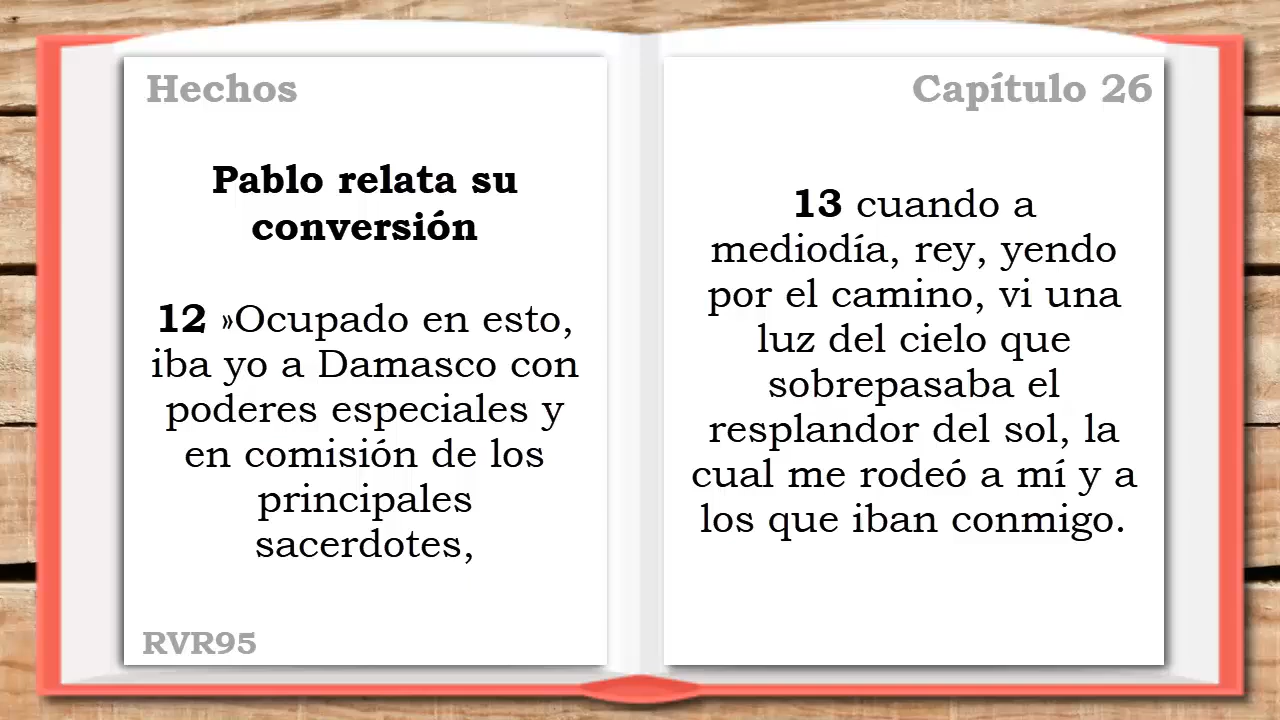 Hechos
Pablo relata su
conversión
12 »Ocupado en esto,
iba yo a Damasco con
poderes especiales y
en comisión de los
principales
sacerdotes,
RVR95
Capítulo 26
13 cuando a
mediodía, rey, yendo
por el camino, vi una
luz del cielo que
sobrepasaba el
resplandor del sol, la
cual me rodeó a mí y a
los que iban conmigo.